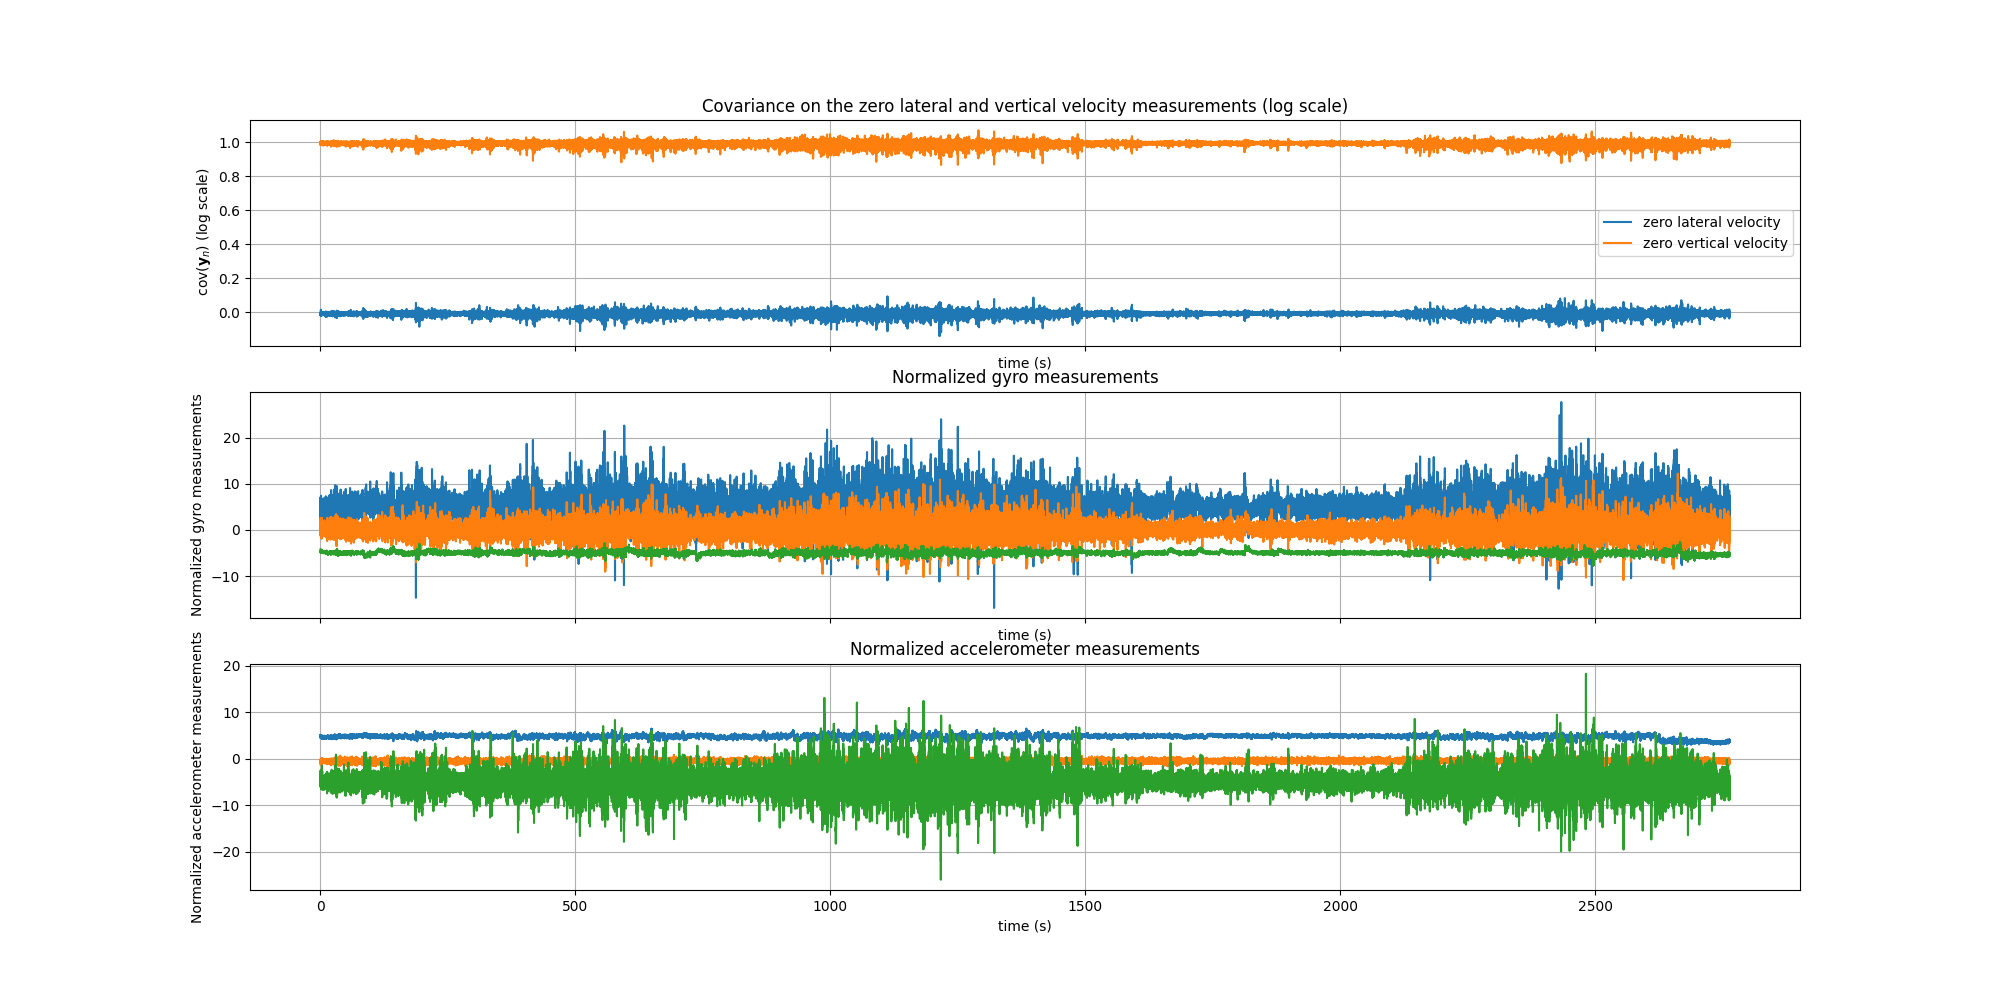 Covariance on the zero lateral and vertical velocity measurements (log scale)
cov(yₙ) (log scale)
1.0
0.8
0.6
0.4
0.2
0.0
zero lateral velocity
zero vertical velocity
time (s)
Normalized gyro measurements
Normalized gyro measurements
20
10
0
−10
time (s)
Normalized accelerometer measurements
Normalized accelerometer measurements
20
10
0
−10
−20
0 500 1000 1500 2000 2500
time (s)